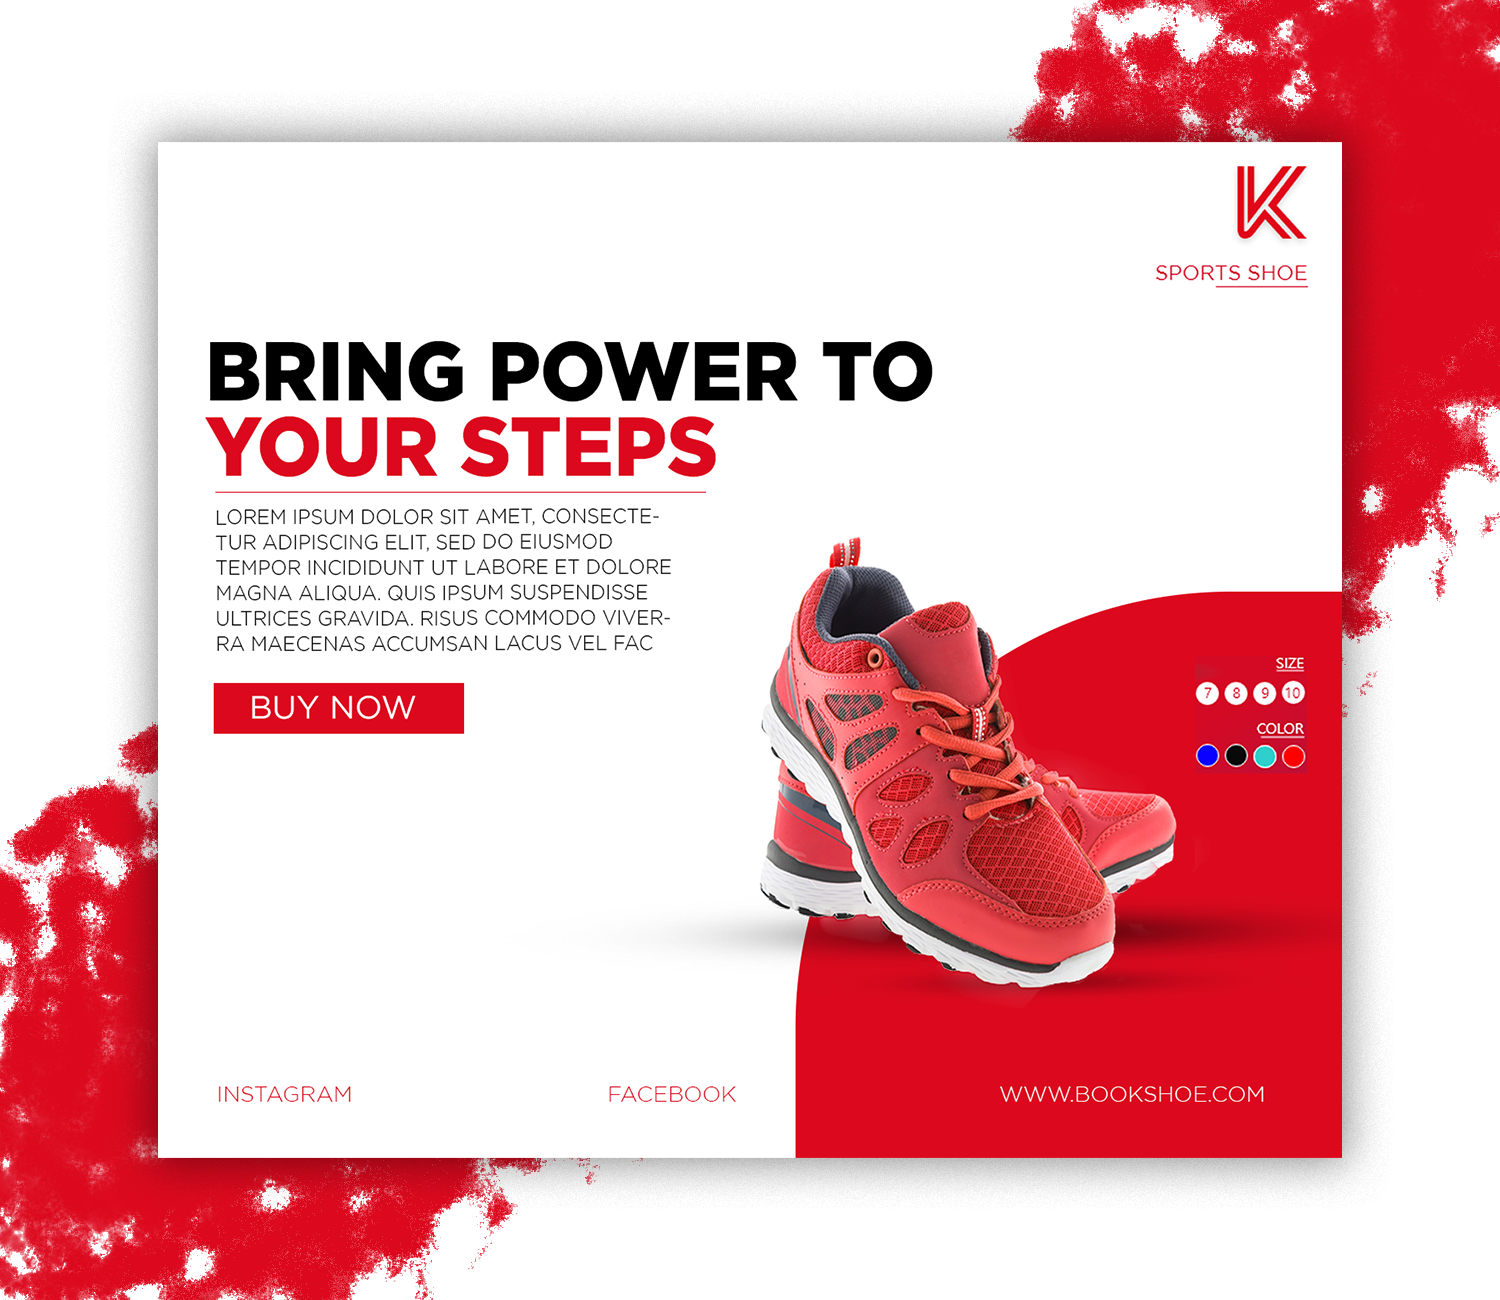 K
SPORTS SHOE
BRING POWER TO
YOUR STEPS
LOREM IPSUM DOLOR SIT AMET, CONSECTE-
TUR ADIPISCING ELIT, SED DO EIUSMOD
TEMPOR INCIDIDUNT UT LABORE ET DOLORE
MAGNA ALIQUA. QUIS IPSUM SUSPENDISSE
ULTRICES GRAVIDA. RISUS COMMODO VIVER-
RA MAECENAS ACCUMSAN LACUS VEL FAC
BUY NOW
SIZE
7 8 9 10
COLOR
INSTAGRAM
FACEBOOK
WWW.BOOKSHOE.COM